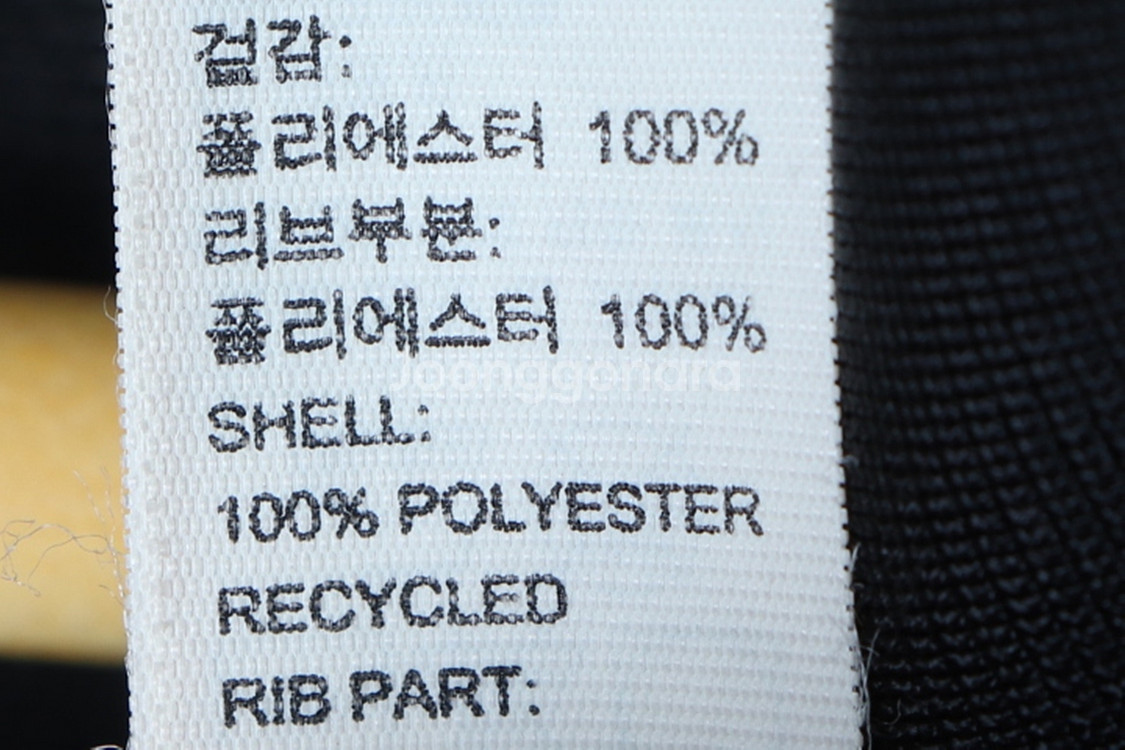 겉감:
폴리에스터 100%
리브부분:
폴리에스터 100%
Joonggonara
SHELL:
100% POLYESTER
RECYCLED
RIB PART: